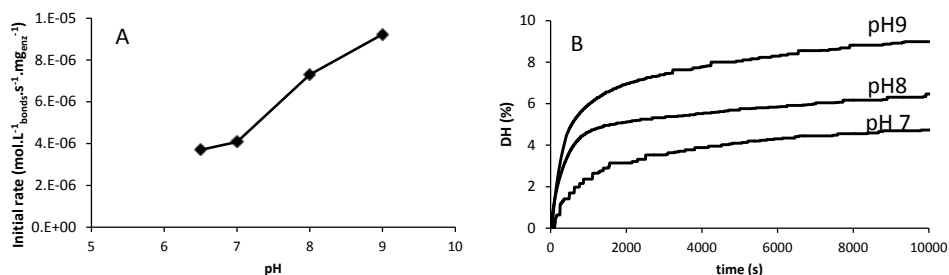 A
Initial rate (mol.L-1bonds.s-1.mgenz-1)
1.E-05
8.E-06
6.E-06
4.E-06
2.E-06
0.E+00
5 6 7 8 9 10
pH
B
DH (%)
10
8
6
4
2
0
pH9
pH8
pH 7
0 2000 4000 6000 8000 10000
time (s)